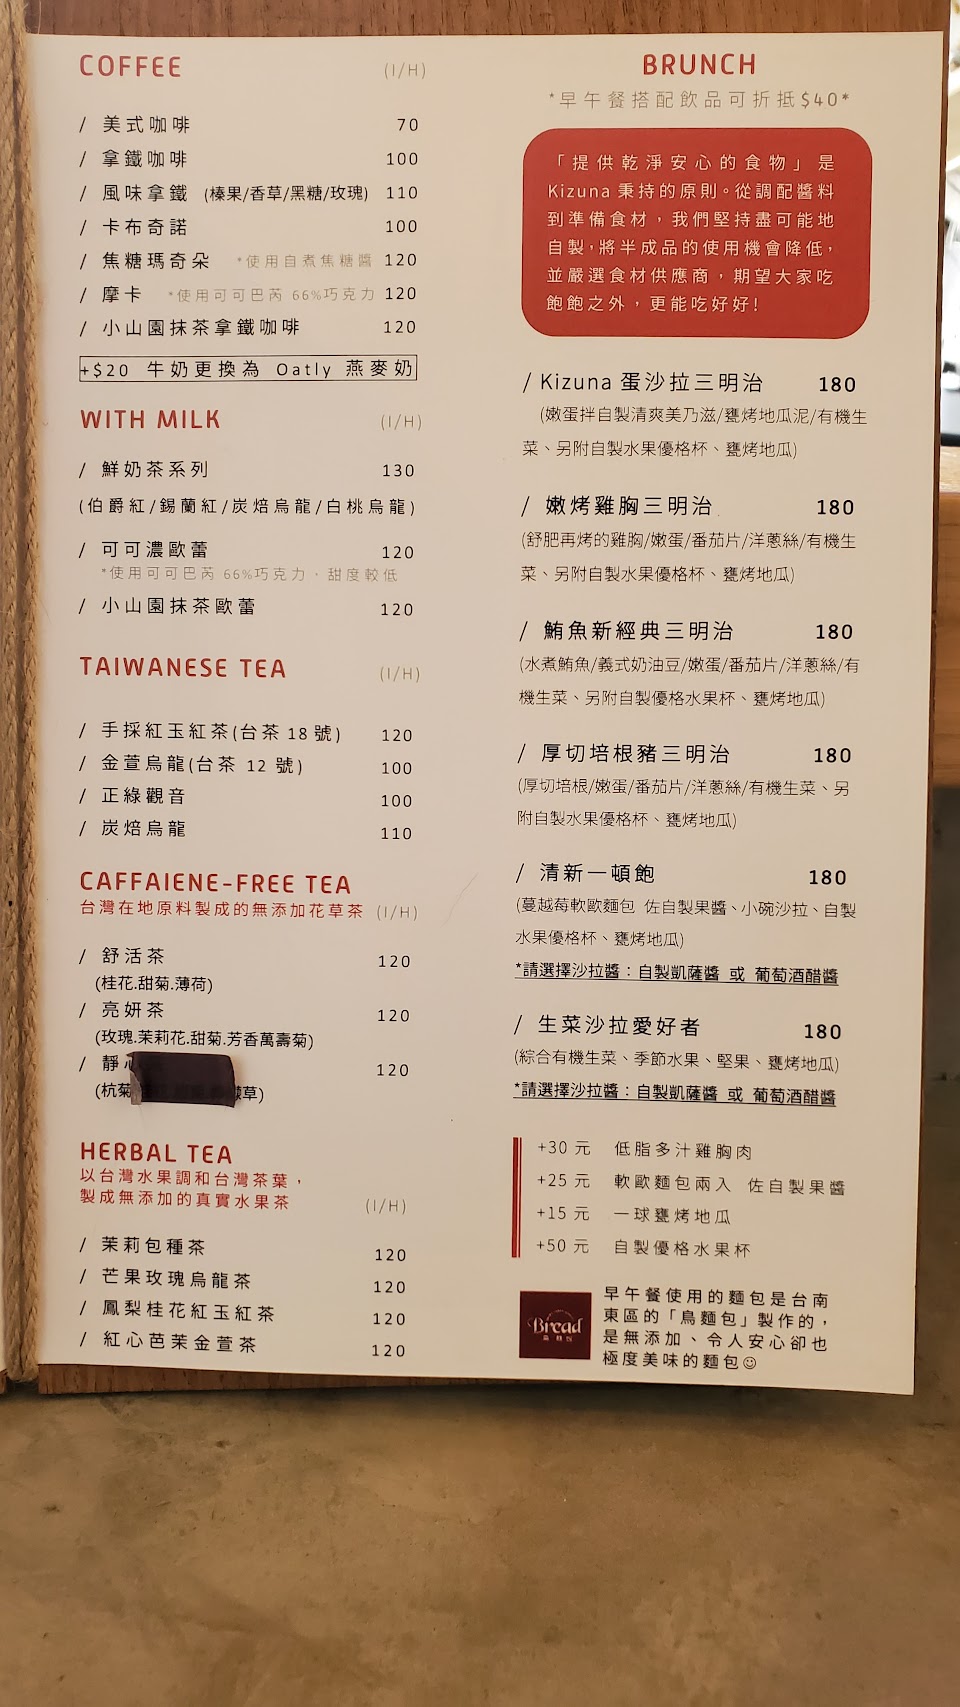 COFFEE (I/H)
/ 美式咖啡 70
/ 拿鐵咖啡 100
/ 風味拿鐵 (榛果/香草/黑糖/玫瑰) 110
/ 卡布奇諾 100
/ 焦糖瑪奇朵 *使用自煮焦糖醬 120
/ 摩卡 *使用可可巴芮 66%巧克力 120
/ 小山園抹茶拿鐵咖啡 120
+$20 牛奶更換為 Oatly 燕麥奶
WITH MILK (I/H)
/ 鮮奶茶系列 130
(伯爵紅/錫蘭紅/炭焙烏龍/白桃烏龍)
/ 可可濃歐蕾 120
*使用可可巴芮 66%巧克力．甜度較低
/ 小山園抹茶歐蕾 120
TAIWANESE TEA (I/H)
/ 手採紅玉紅茶(台茶 18 號) 120
/ 金萱烏龍(台茶 12 號) 100
/ 正綠觀音 100
/ 炭焙烏龍 110
CAFFAIENE-FREE TEA
台灣在地原料製成的無添加花草茶 (I/H)
/ 舒活茶 120
(桂花.甜菊.薄荷)
/ 亮妍茶 120
(玫瑰.茉莉花.甜菊.芳香萬壽菊)
/ 靜 120
(杭菊 草)
HERBAL TEA
以台灣水果調和台灣茶葉，
製成無添加的真實水果茶 (I/H)
/ 茉莉包種茶 120
/ 芒果玫瑰烏龍茶 120
/ 鳳梨桂花紅玉紅茶 120
/ 紅心芭茉金萱茶 120
BRUNCH
*早午餐搭配飲品可折抵$40*
「提供乾淨安心的食物」是
Kizuna 秉持的原則。從調配醬料
到準備食材，我們堅持盡可能地
自製，將半成品的使用機會降低，
並嚴選食材供應商，期望大家吃
飽飽之外，更能吃好好!
/ Kizuna 蛋沙拉三明治 180
(嫩蛋拌自製清爽美乃滋/甕烤地瓜泥/有機生
菜、另附自製水果優格杯、甕烤地瓜)
/ 嫩烤雞胸三明治 180
(舒肥再烤的雞胸/嫩蛋/番茄片/洋蔥絲/有機生
菜、另附自製水果優格杯、甕烤地瓜)
/ 鮪魚新經典三明治 180
(水煮鮪魚/義式奶油豆/嫩蛋/番茄片/洋蔥絲/有
機生菜、另附自製優格水果杯、甕烤地瓜)
/ 厚切培根豬三明治 180
(厚切培根/嫩蛋/番茄片/洋蔥絲/有機生菜、另
附自製水果優格杯、甕烤地瓜)
/ 清新一頓飽 180
(蔓越莓軟歐麵包 佐自製果醬、小碗沙拉、自製
水果優格杯、甕烤地瓜)
*請選擇沙拉醬：自製凱薩醬 或 葡萄酒醋醬
/ 生菜沙拉愛好者 180
(綜合有機生菜、季節水果、堅果、甕烤地瓜)
*請選擇沙拉醬：自製凱薩醬 或 葡萄酒醋醬
+30 元 低脂多汁雞胸肉
+25 元 軟歐麵包兩入 佐自製果醬
+15 元 一球甕烤地瓜
+50 元 自製優格水果杯
Bread
早午餐使用的麵包是台南
東區的「鳥麵包」製作的，
是無添加、令人安心卻也
極度美味的麵包☺